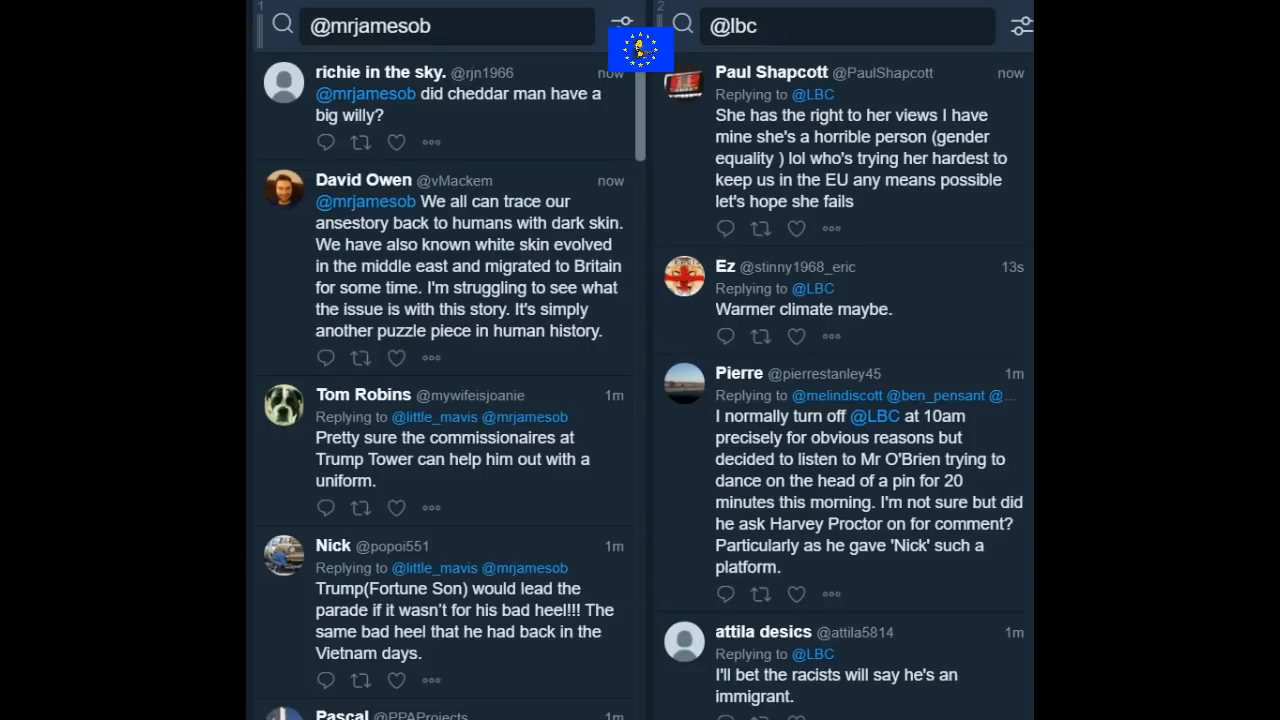 1
@mrjamesob
richie in the sky. @rjn1966 now
@mrjamesob did cheddar man have a
big willy?
David Owen @vMackem now
@mrjamesob We all can trace our
ansestory back to humans with dark skin.
We have also known white skin evolved
in the middle east and migrated to Britain
for some time. I'm struggling to see what
the issue is with this story. It's simply
another puzzle piece in human history.
Tom Robins @mywifeisjoanie 1m
Replying to @little_mavis @mrjamesob
Pretty sure the commissionaires at
Trump Tower can help him out with a
uniform.
Nick @popoi551 1m
Replying to @little_mavis @mrjamesob
Trump(Fortune Son) would lead the
parade if it wasn't for his bad heel!!! The
same bad heel that he had back in the
Vietnam days.
Pascal @PPAProjects 1m
2
@lbc
Paul Shapcott @PaulShapcott now
Replying to @LBC
She has the right to her views I have
mine she's a horrible person (gender
equality ) lol who's trying her hardest to
keep us in the EU any means possible
let's hope she fails
Ez @stinny1968_eric 13s
Replying to @LBC
Warmer climate maybe.
Pierre @pierrestanley45 1m
Replying to @melindiscott @ben_pensant @...
I normally turn off @LBC at 10am
precisely for obvious reasons but
decided to listen to Mr O'Brien trying to
dance on the head of a pin for 20
minutes this morning. I'm not sure but did
he ask Harvey Proctor on for comment?
Particularly as he gave 'Nick' such a
platform.
attila desics @attila5814 1m
Replying to @LBC
I'll bet the racists will say he's an
immigrant.